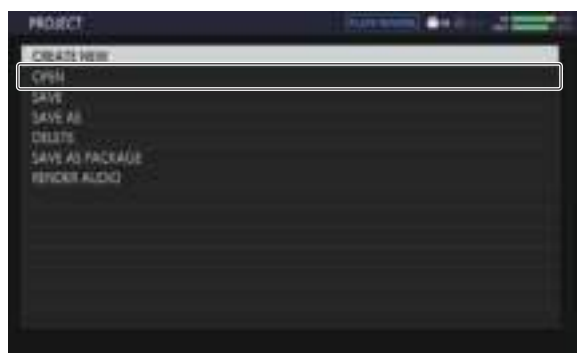 PROJECT
CREATE NEW
OPEN
SAVE
SAVE AS
DELETE
SAVE AS PACKAGE
RENDER AUDIO